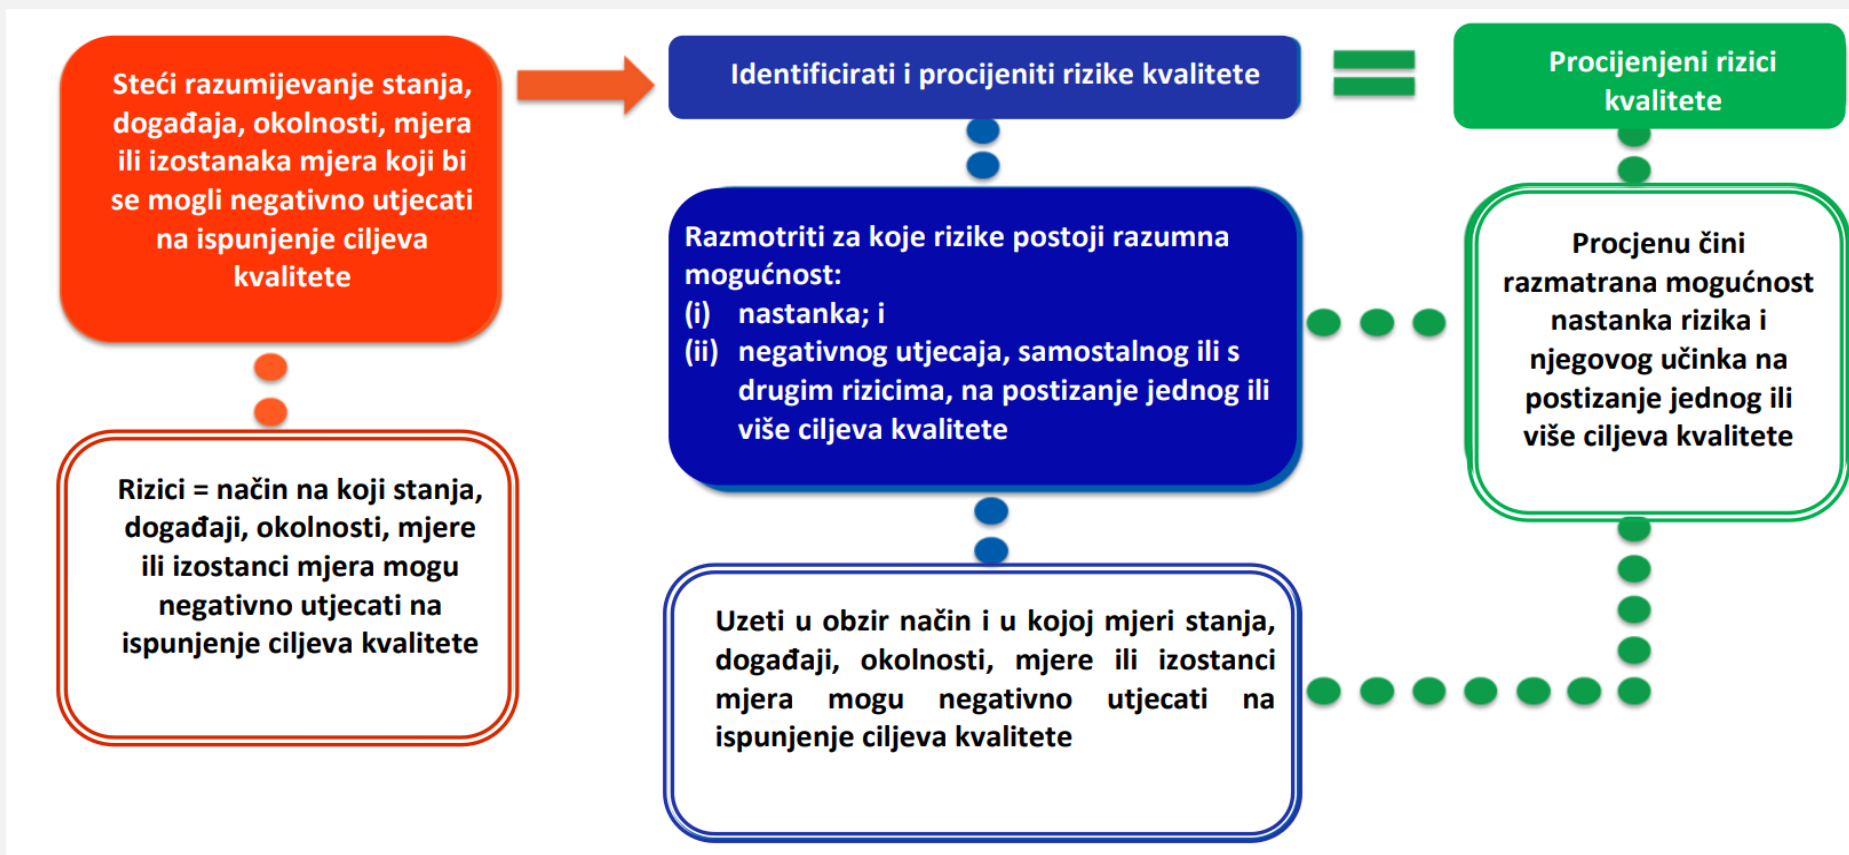 Steći razumijevanje stanja,
događaja, okolnosti, mjera
ili izostanaka mjera koji bi
se mogli negativno utjecati
na ispunjenje ciljeva
kvalitete
Rizici = način na koji stanja,
događaji, okolnosti, mjere
ili izostanci mjera mogu
negativno utjecati na
ispunjenje ciljeva kvalitete
Identificirati i procijeniti rizike kvalitete
Razmotriti za koje rizike postoji razumna
mogućnost:
(i) nastanka; i
(ii) negativnog utjecaja, samostalnog ili s
drugim rizicima, na postizanje jednog ili
više ciljeva kvalitete
Uzeti u obzir način i u kojoj mjeri stanja,
događaji, okolnosti, mjere ili izostanci
mjera mogu negativno utjecati na
ispunjenje ciljeva kvalitete
Procijenjeni rizici
kvalitete
Procjenu čini
razmatrana mogućnost
nastanka rizika i
njegovog učinka na
postizanje jednog ili
više ciljeva kvalitete